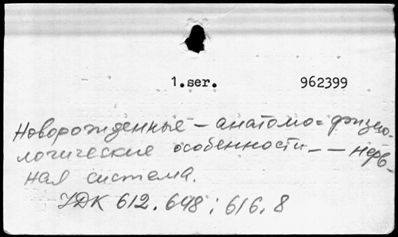 1.ser. 962399
Новорожденные - анатомо=физио-
логические особенности -- Нерв-
ная система.
УДК 612.648; 616.8